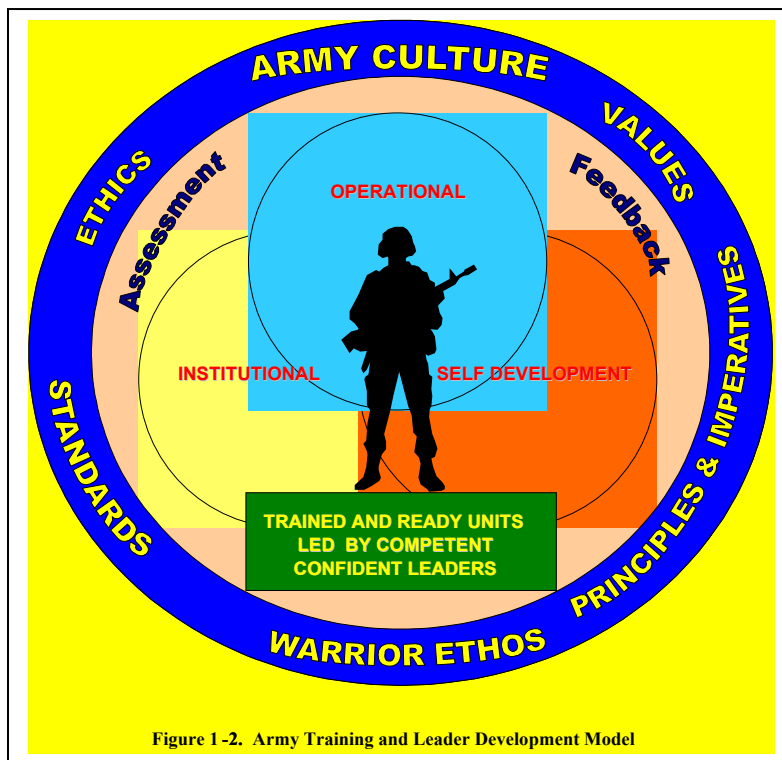 ARMY CULTURE
ETHICS
VALUES
Assessment
Feedback
OPERATIONAL
INSTITUTIONAL
SELF DEVELOPMENT
STANDARDS
PRINCIPLES & IMPERATIVES
TRAINED AND READY UNITS
LED BY COMPETENT
CONFIDENT LEADERS
WARRIOR ETHOS
Figure 1-2. Army Training and Leader Development Model